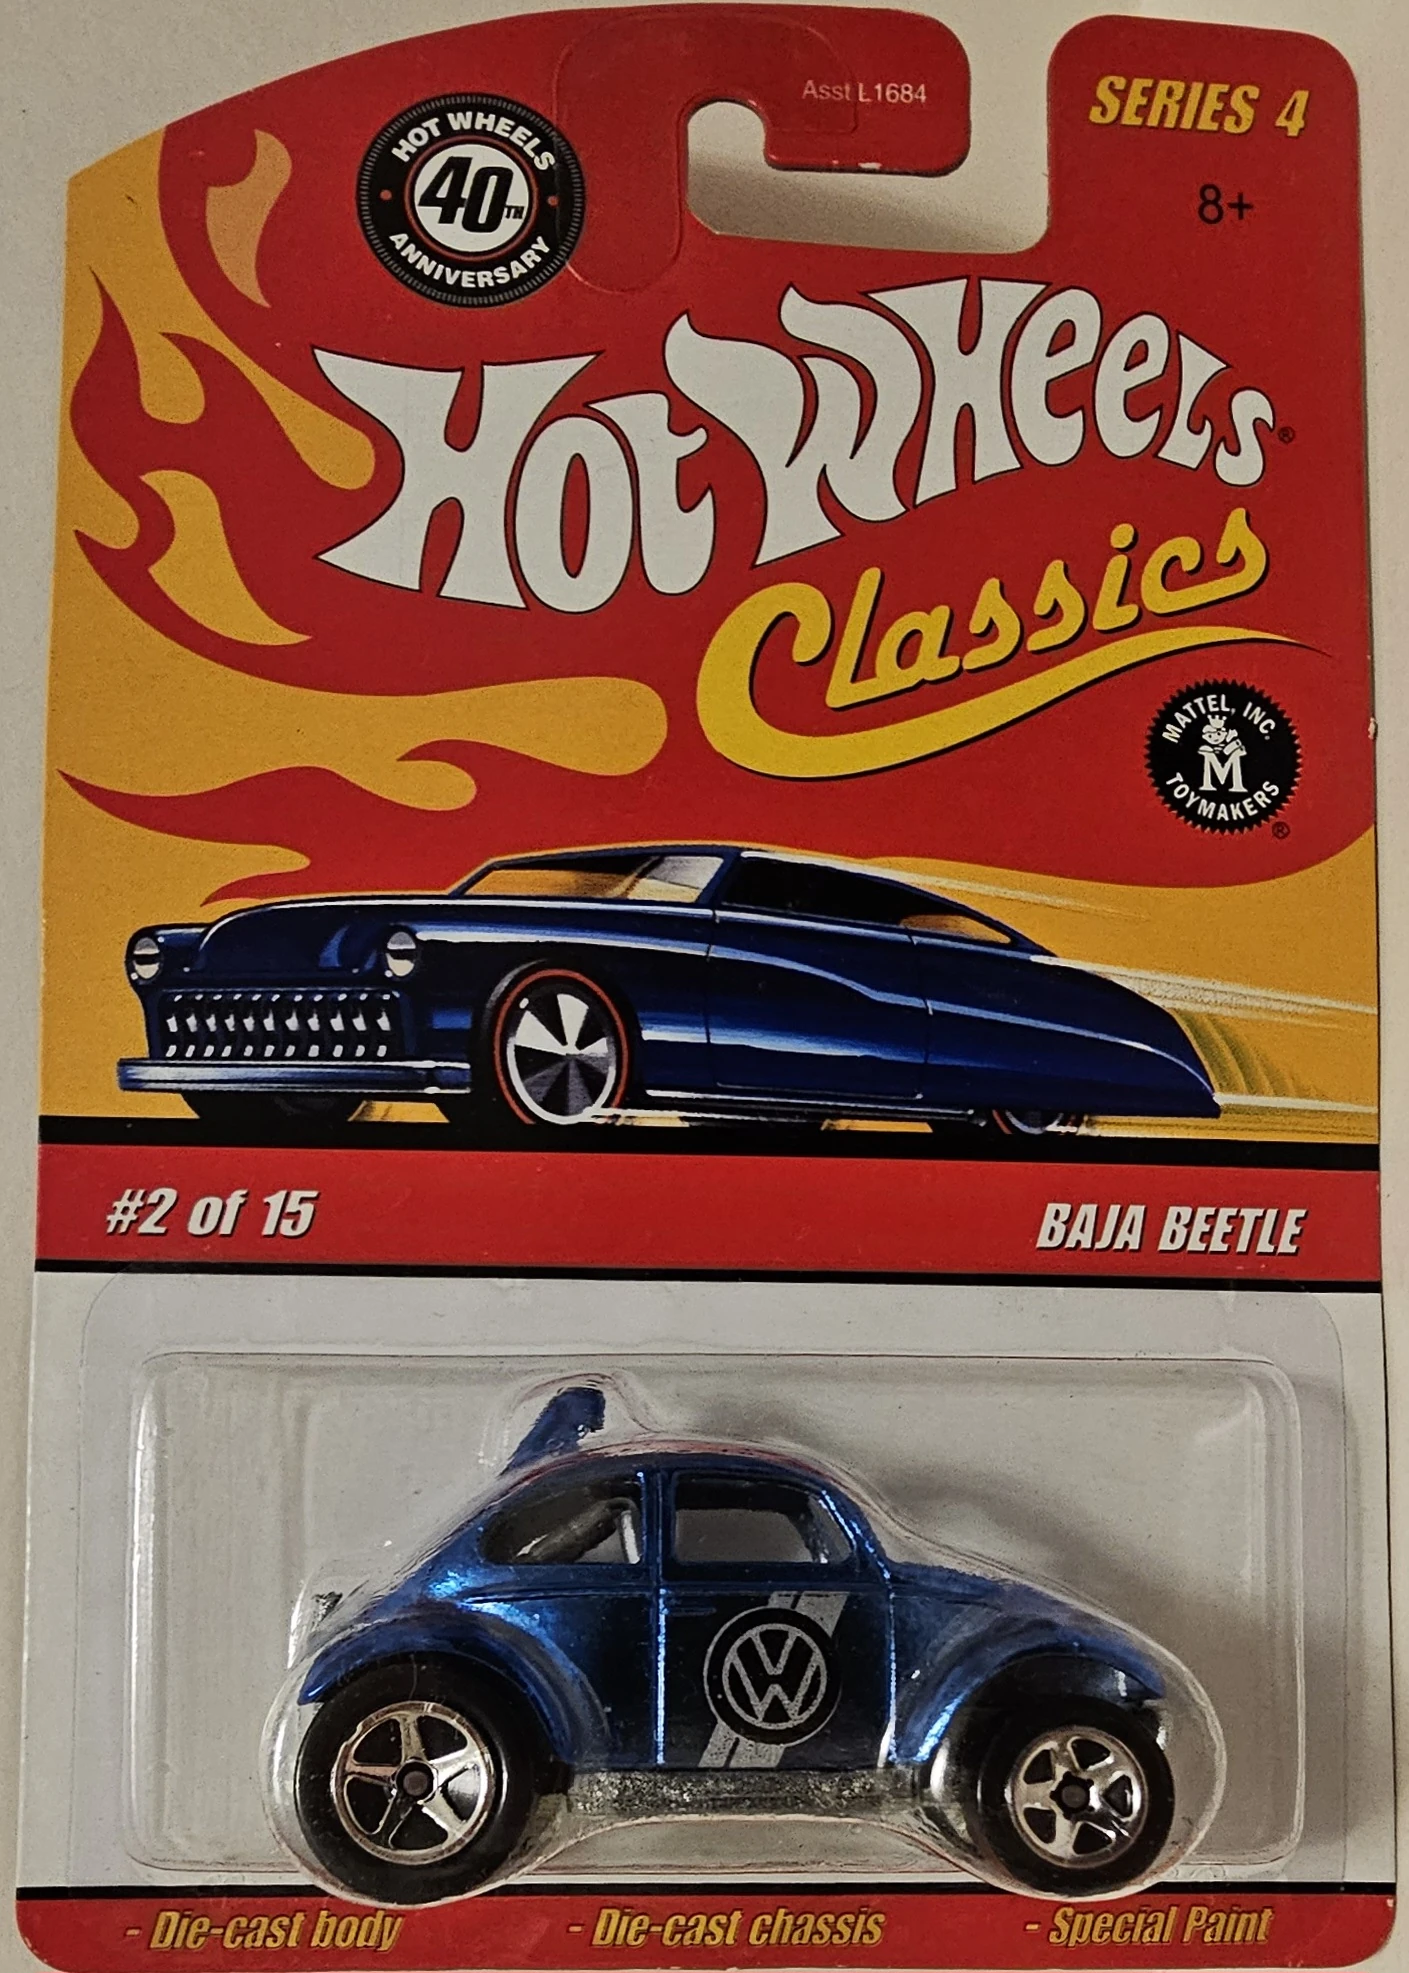 Asst L1684
SERIES 4
8+
HOT WHEELS
40TH
ANNIVERSARY
HOT WHEELS®
Classics
MATTEL, INC.
M
TOYMAKERS
®
#2 of 15
BAJA BEETLE
VW
- Die-cast body
- Die-cast chassis
- Special Paint